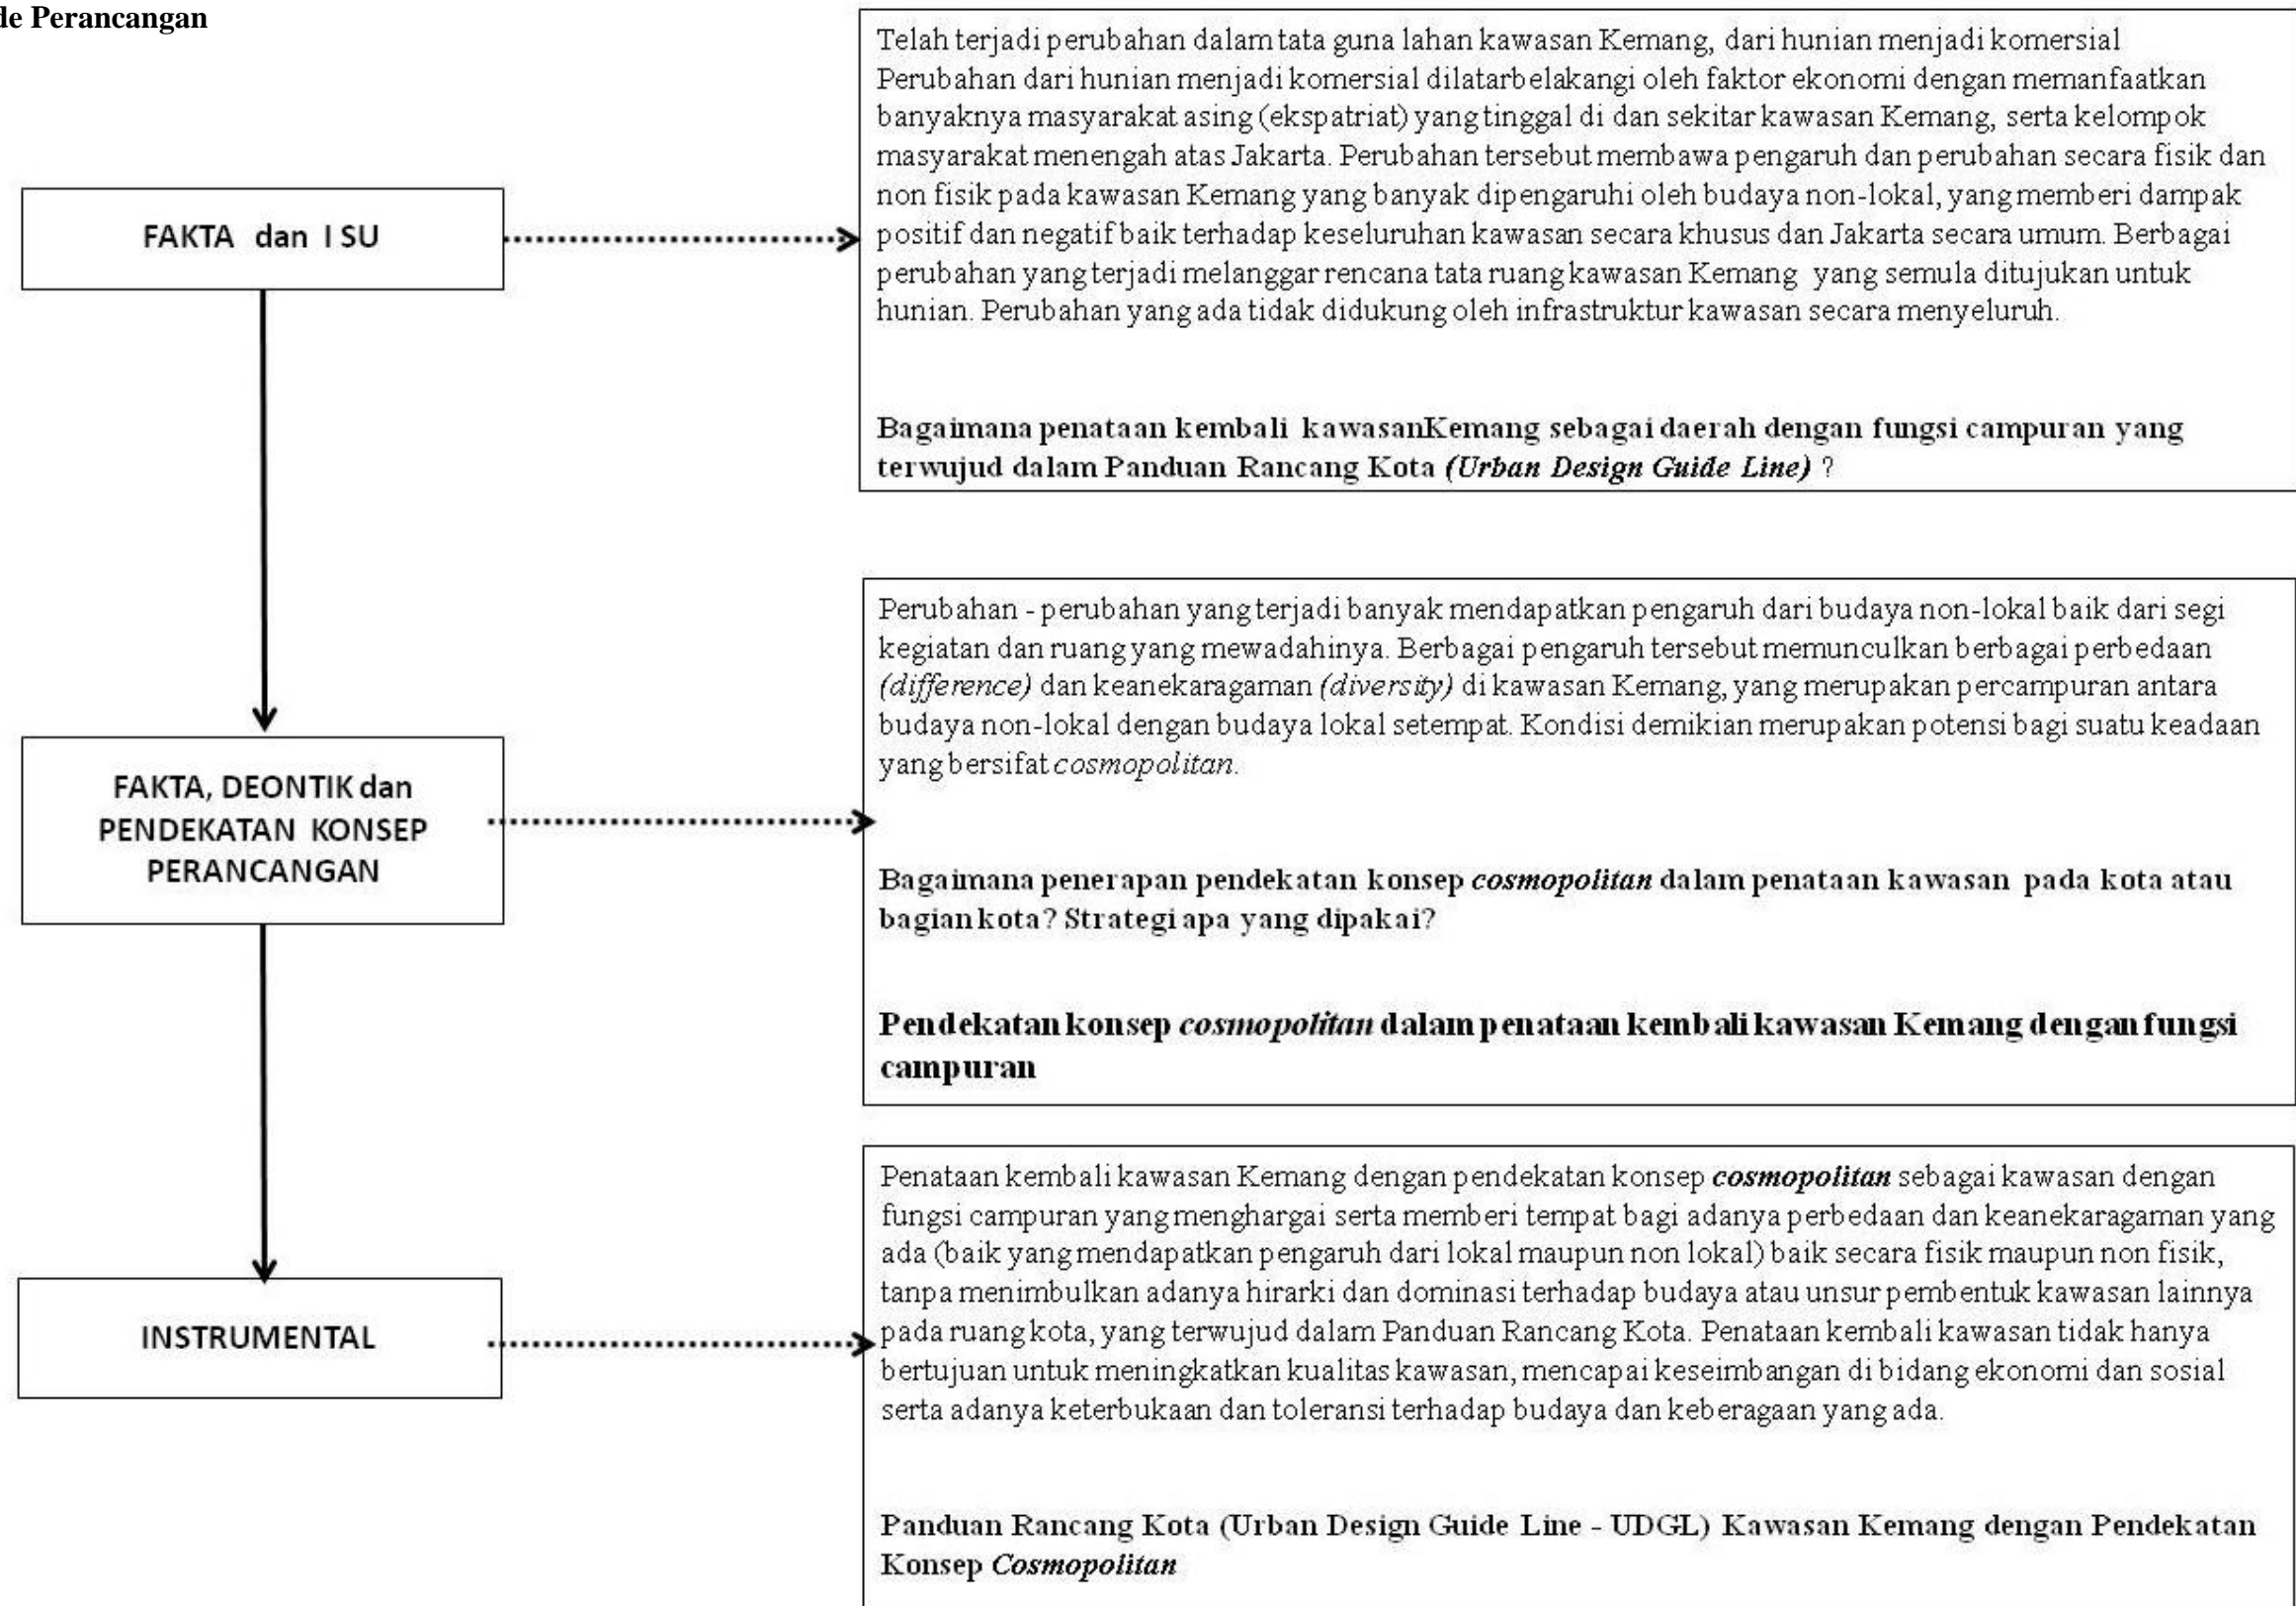 de Perancangan
FAKTA dan ISU
Telah terjadi perubahan dalam tata guna lahan kawasan Kemang, dari hunian menjadi komersial
Perubahan dari hunian menjadi komersial dilatarbelakangi oleh faktor ekonomi dengan memanfaatkan
banyaknya masyarakat asing (ekspatriat) yang tinggal di dan sekitar kawasan Kemang, serta kelompok
masyarakat menengah atas Jakarta. Perubahan tersebut membawa pengaruh dan perubahan secara fisik dan
non fisik pada kawasan Kemang yang banyak dipengaruhi oleh budaya non-lokal, yang memberi dampak
positif dan negatif baik terhadap keseluruhan kawasan secara khusus dan Jakarta secara umum. Berbagai
perubahan yang terjadi melanggar rencana tata ruang kawasan Kemang yang semula ditujukan untuk
hunian. Perubahan yang ada tidak didukung oleh infrastruktur kawasan secara menyeluruh.
Bagaimana penataan kembali kawasanKemang sebagai daerah dengan fungsi campuran yang
terwujud dalam Panduan Rancang Kota (Urban Design Guide Line) ?
FAKTA, DEONTIK dan
PENDEKATAN KONSEP
PERANCANGAN
Perubahan - perubahan yang terjadi banyak mendapatkan pengaruh dari budaya non-lokal baik dari segi
kegiatan dan ruang yang mewadahinya. Berbagai pengaruh tersebut memunculkan berbagai perbedaan
(difference) dan keanekaragaman (diversity) di kawasan Kemang, yang merupakan percampuran antara
budaya non-lokal dengan budaya lokal setempat. Kondisi demikian merupakan potensi bagi suatu keadaan
yang bersifat cosmopolitan.
Bagaimana penerapan pendekatan konsep cosmopolitan dalam penataan kawasan pada kota atau
bagian kota? Strategi apa yang dipakai?
Pendekatan konsep cosmopolitan dalam penataan kembali kawasan Kemang dengan fungsi
campuran
INSTRUMENTAL
Penataan kembali kawasan Kemang dengan pendekatan konsep cosmopolitan sebagai kawasan dengan
fungsi campuran yang menghargai serta memberi tempat bagi adanya perbedaan dan keanekaragaman yang
ada (baik yang mendapatkan pengaruh dari lokal maupun non lokal) baik secara fisik maupun non fisik,
tanpa menimbulkan adanya hirarki dan dominasi terhadap budaya atau unsur pembentuk kawasan lainnya
pada ruang kota, yang terwujud dalam Panduan Rancang Kota. Penataan kembali kawasan tidak hanya
bertujuan untuk meningkatkan kualitas kawasan, mencapai keseimbangan di bidang ekonomi dan sosial
serta adanya keterbukaan dan toleransi terhadap budaya dan keberagaan yang ada.
Panduan Rancang Kota (Urban Design Guide Line - UDGL) Kawasan Kemang dengan Pendekatan
Konsep Cosmopolitan